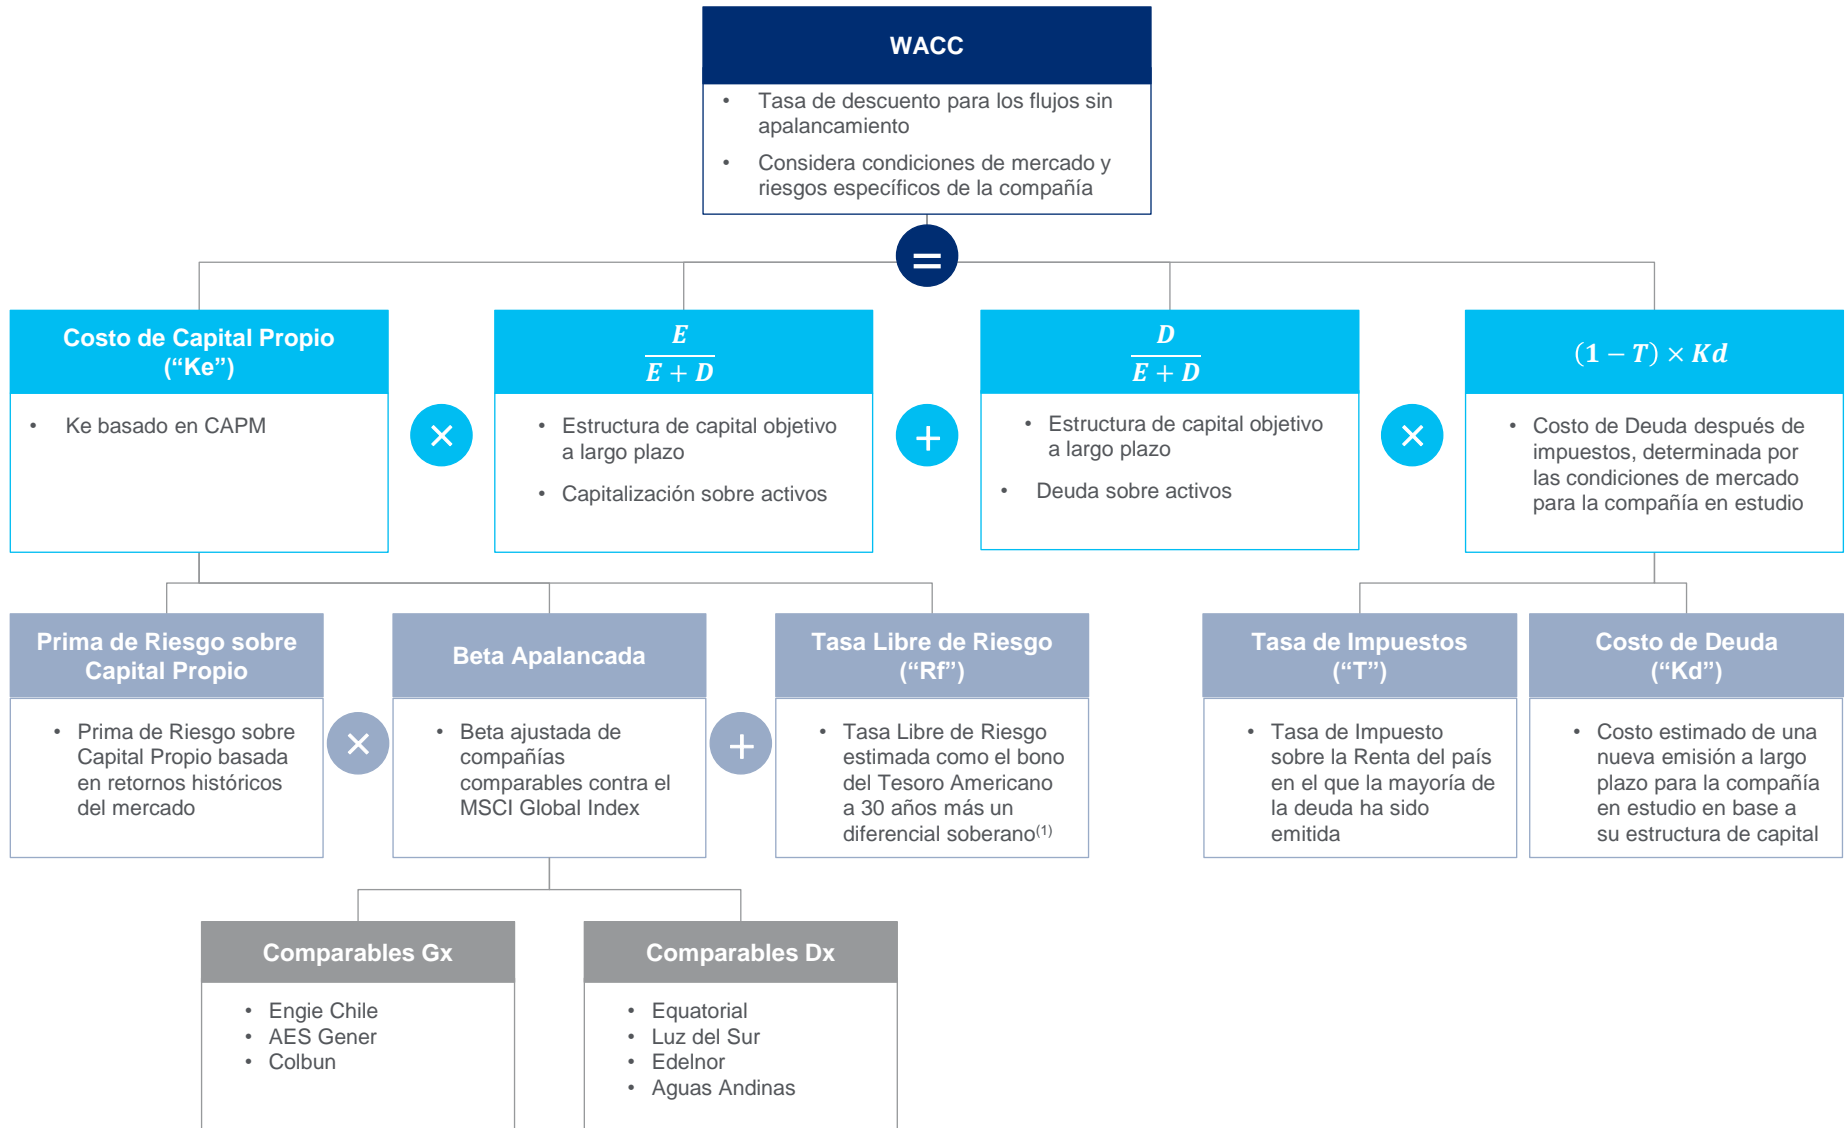 WACC
• Tasa de descuento para los flujos sin
apalancamiento
• Considera condiciones de mercado y
riesgos específicos de la compañía
=
Costo de Capital Propio
(“Ke”)
• Ke basado en CAPM
×
E
E + D
• Estructura de capital objetivo
a largo plazo
• Capitalización sobre activos
+
D
E + D
• Estructura de capital objetivo
a largo plazo
• Deuda sobre activos
×
(1 − T) × Kd
• Costo de Deuda después de
impuestos, determinada por
las condiciones de mercado
para la compañía en estudio
Prima de Riesgo sobre
Capital Propio
• Prima de Riesgo sobre
Capital Propio basada
en retornos históricos
del mercado
×
Beta Apalancada
• Beta ajustada de
compañías
comparables contra el
MSCI Global Index
+
Tasa Libre de Riesgo
(“Rf”)
• Tasa Libre de Riesgo
estimada como el bono
del Tesoro Americano
a 30 años más un
diferencial soberano(1)
Tasa de Impuestos
(“T”)
• Tasa de Impuesto
sobre la Renta del país
en el que la mayoría de
la deuda ha sido
emitida
Costo de Deuda
(“Kd”)
• Costo estimado de una
nueva emisión a largo
plazo para la compañía
en estudio en base a
su estructura de capital
Comparables Gx
• Engie Chile
• AES Gener
• Colbun
Comparables Dx
• Equatorial
• Luz del Sur
• Edelnor
• Aguas Andinas